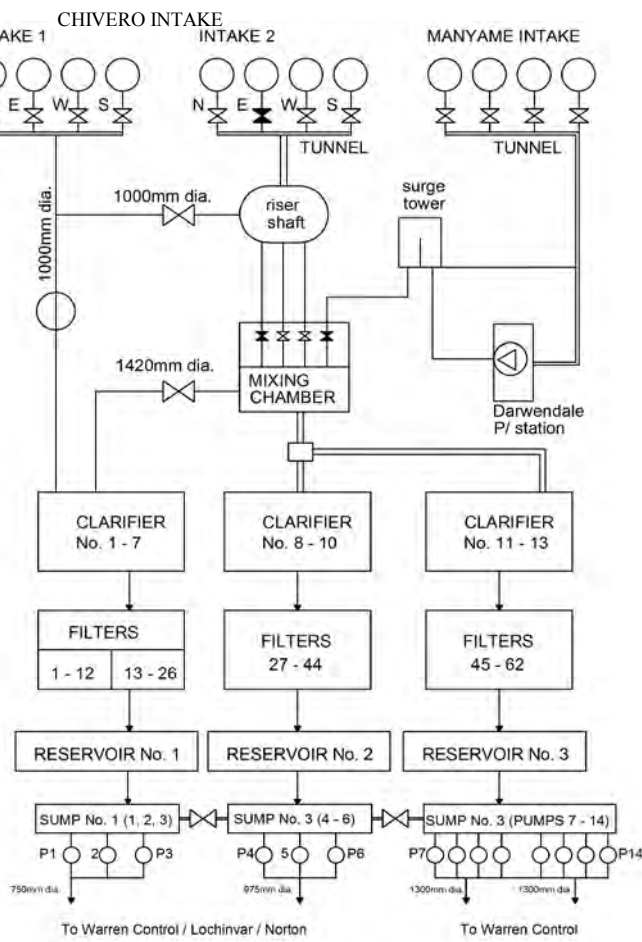 CHIVERO INTAKE
AKE 1
INTAKE 2
MANYAME INTAKE
E W S
N E W S
TUNNEL
TUNNEL
1000mm dia.
riser
shaft
surge
tower
1000mm dia.
1420mm dia.
MIXING
CHAMBER
Darwendale
P/ station
CLARIFIER
No. 1 - 7
CLARIFIER
No. 8 - 10
CLARIFIER
No. 11 - 13
FILTERS
1 - 12 13 - 26
FILTERS
27 - 44
FILTERS
45 - 62
RESERVOIR No. 1
RESERVOIR No. 2
RESERVOIR No. 3
SUMP No. 1 (1, 2, 3)
SUMP No. 3 (4 - 6)
SUMP No. 3 (PUMPS 7 - 14)
P1 2 P3
P4 5 P6
P7 P14
750mm dia.
975mm dia.
1300mm dia.
1300mm dia.
To Warren Control / Lochinvar / Norton
To Warren Control